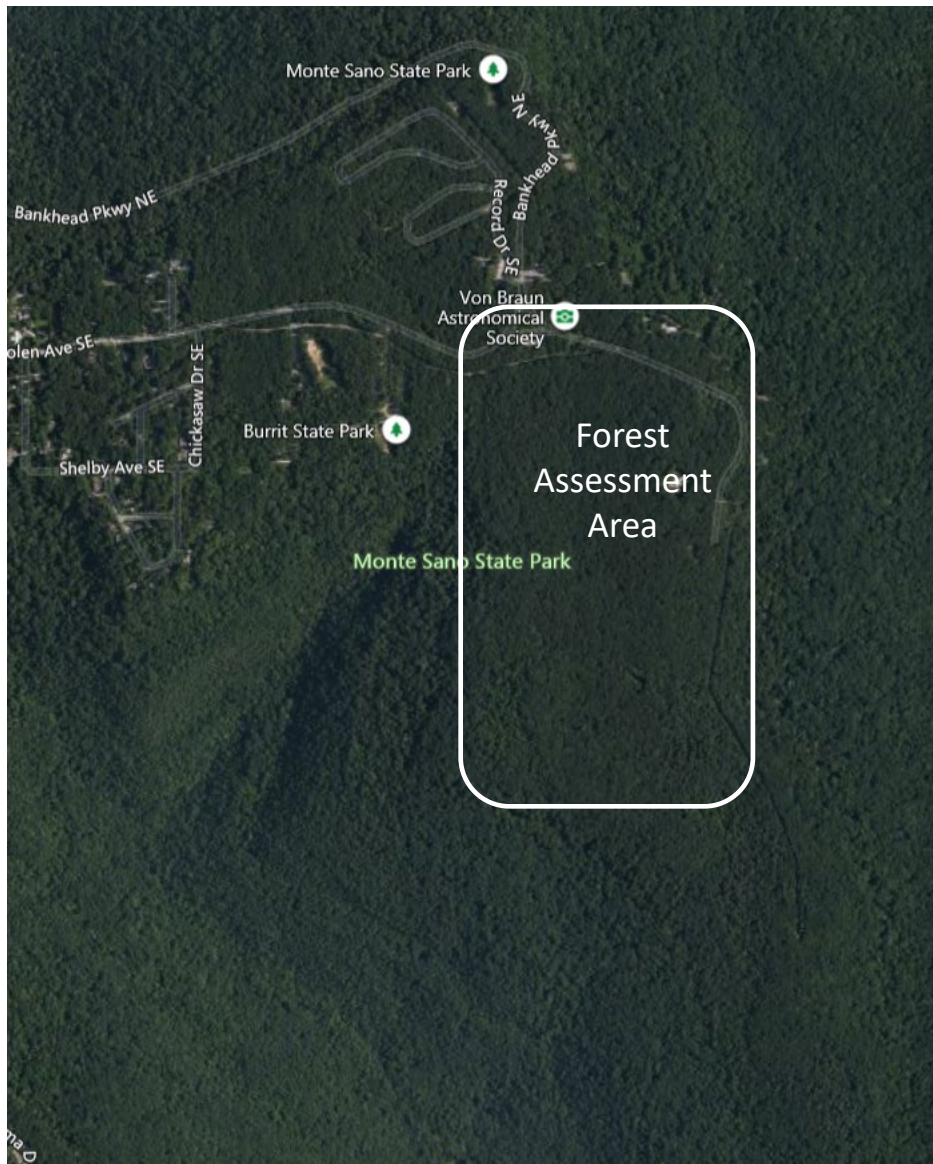 Monte Sano State Park
Bankhead Pkwy NE
Bankhead Pkwy NE
Record Dr SE
Von Braun
Astronomical
Society
olen Ave SE
Chickasaw Dr SE
Burrit State Park
Shelby Ave SE
Forest
Assessment
Area
Monte Sano State Park
ma D